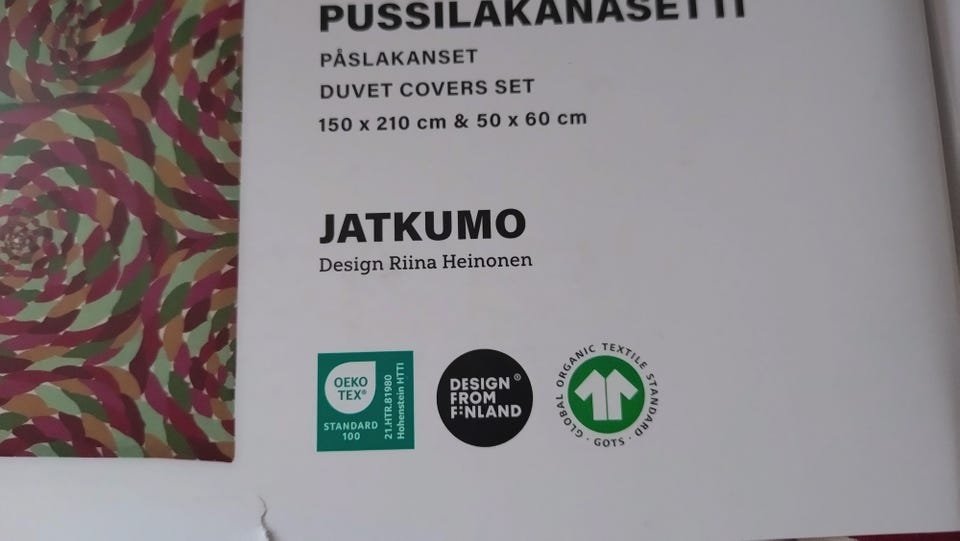 PUSSILAKANASETTI
PÅSLAKANSET
DUVET COVERS SET
150 x 210 cm & 50 x 60 cm
JATKUMO
Design Riina Heinonen
OEKO
TEX®
STANDARD
100
21.HTR.81980
Hohenstein HTTI
DESIGN ®
FROM
F:NLAND
GLOBAL ORGANIC TEXTILE STANDARD
· GOTS ·